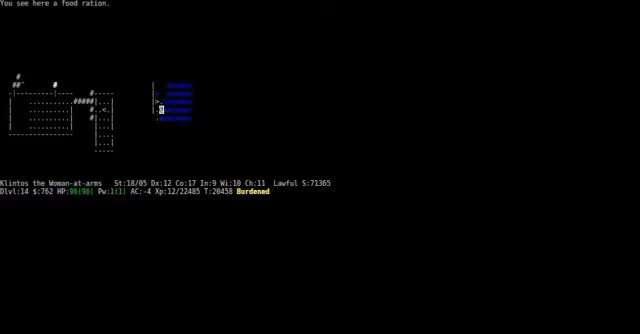 You see here a food ration.
Klintos the Woman-at-arms St:18/05 Dx:12 Co:17 In:9 Wi:10 Ch:11 Lawful S:71365
Dlvl:14 $:762 HP:96(96) Pw:1(1) AC:-4 Xp:12/22485 T:20458 Burdened